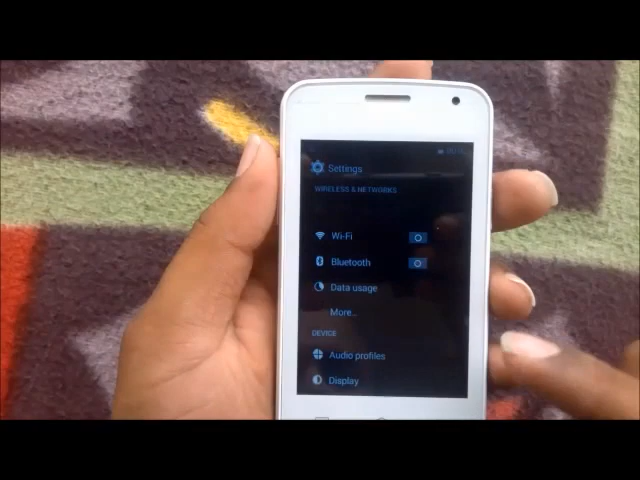 Settings
WIRELESS & NETWORKS
Wi-Fi
Bluetooth
Data usage
More...
DEVICE
Audio profiles
Display